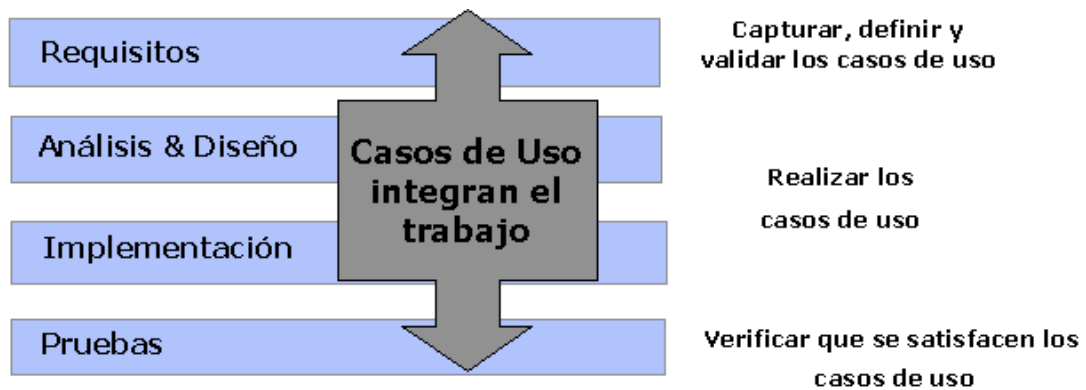 Requisitos
Capturar, definir y
validar los casos de uso
Análisis & Diseño
Casos de Uso
integran el
trabajo
Realizar los
casos de uso
Implementación
Pruebas
Verificar que se satisfacen los
casos de uso